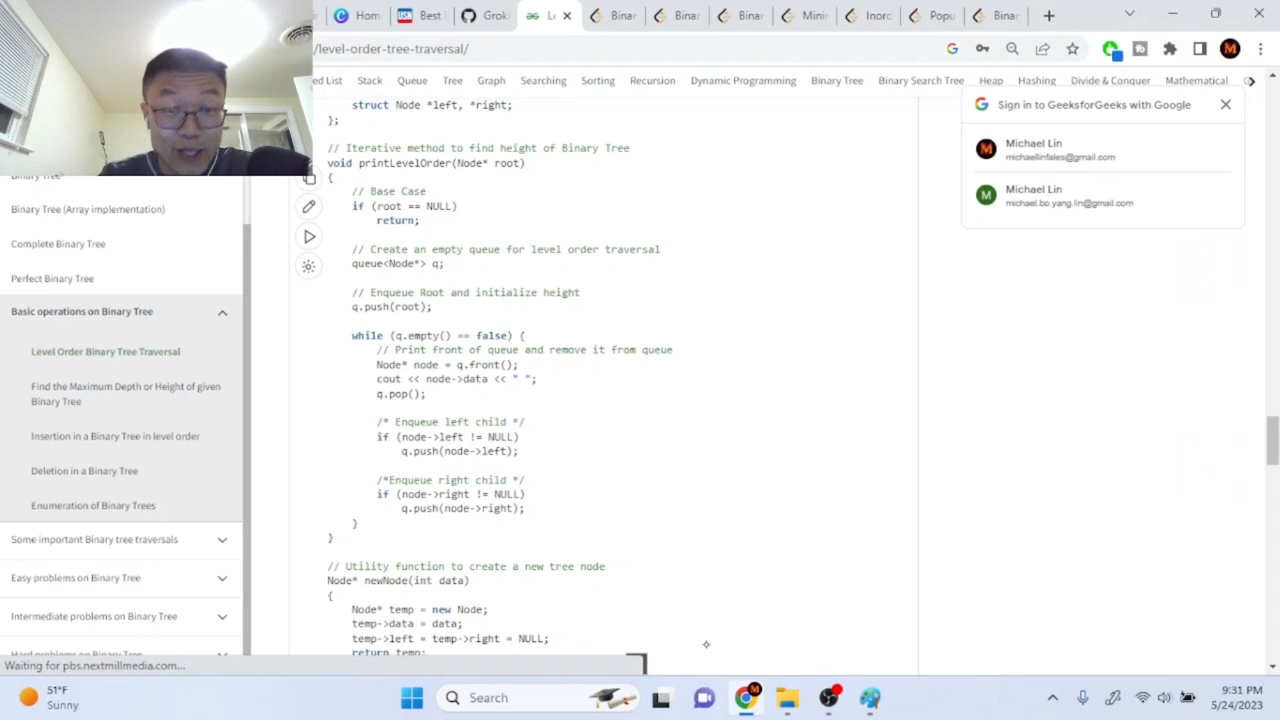 Home
Best
Grok
Le
Binar
Binar
Binar
Minir
Inord
Popu
Binar
/level-order-tree-traversal/
ed List Stack Queue Tree Graph Searching Sorting Recursion Dynamic Programming Binary Tree Binary Search Tree Heap Hashing Divide & Conquer Mathematical
Sign in to GeeksforGeeks with Google
Michael Lin
michaellinfales@gmail.com
M
Michael Lin
michael.bo.yang.lin@gmail.com
Binary Tree
Binary Tree (Array implementation)
Complete Binary Tree
Perfect Binary Tree
Basic operations on Binary Tree
Level Order Binary Tree Traversal
Find the Maximum Depth or Height of given
Binary Tree
Insertion in a Binary Tree in level order
Deletion in a Binary Tree
Enumeration of Binary Trees
Some important Binary tree traversals
Easy problems on Binary Tree
Intermediate problems on Binary Tree
Hard problems on Binary Tree
struct Node *left, *right;
};
// Iterative method to find height of Binary Tree
void printLevelOrder(Node* root)
{
// Base Case
if (root == NULL)
return;
// Create an empty queue for level order traversal
queue<Node*> q;
// Enqueue Root and initialize height
q.push(root);
while (q.empty() == false) {
// Print front of queue and remove it from queue
Node* node = q.front();
cout << node->data << " ";
q.pop();
/* Enqueue left child */
if (node->left != NULL)
q.push(node->left);
/*Enqueue right child */
if (node->right != NULL)
q.push(node->right);
}
}
// Utility function to create a new tree node
Node* newNode(int data)
{
Node* temp = new Node;
temp->data = data;
temp->left = temp->right = NULL;
return temp;
Waiting for pbs.nextmillmedia.com...
51°F
Sunny
Search
9:31 PM
5/24/2023